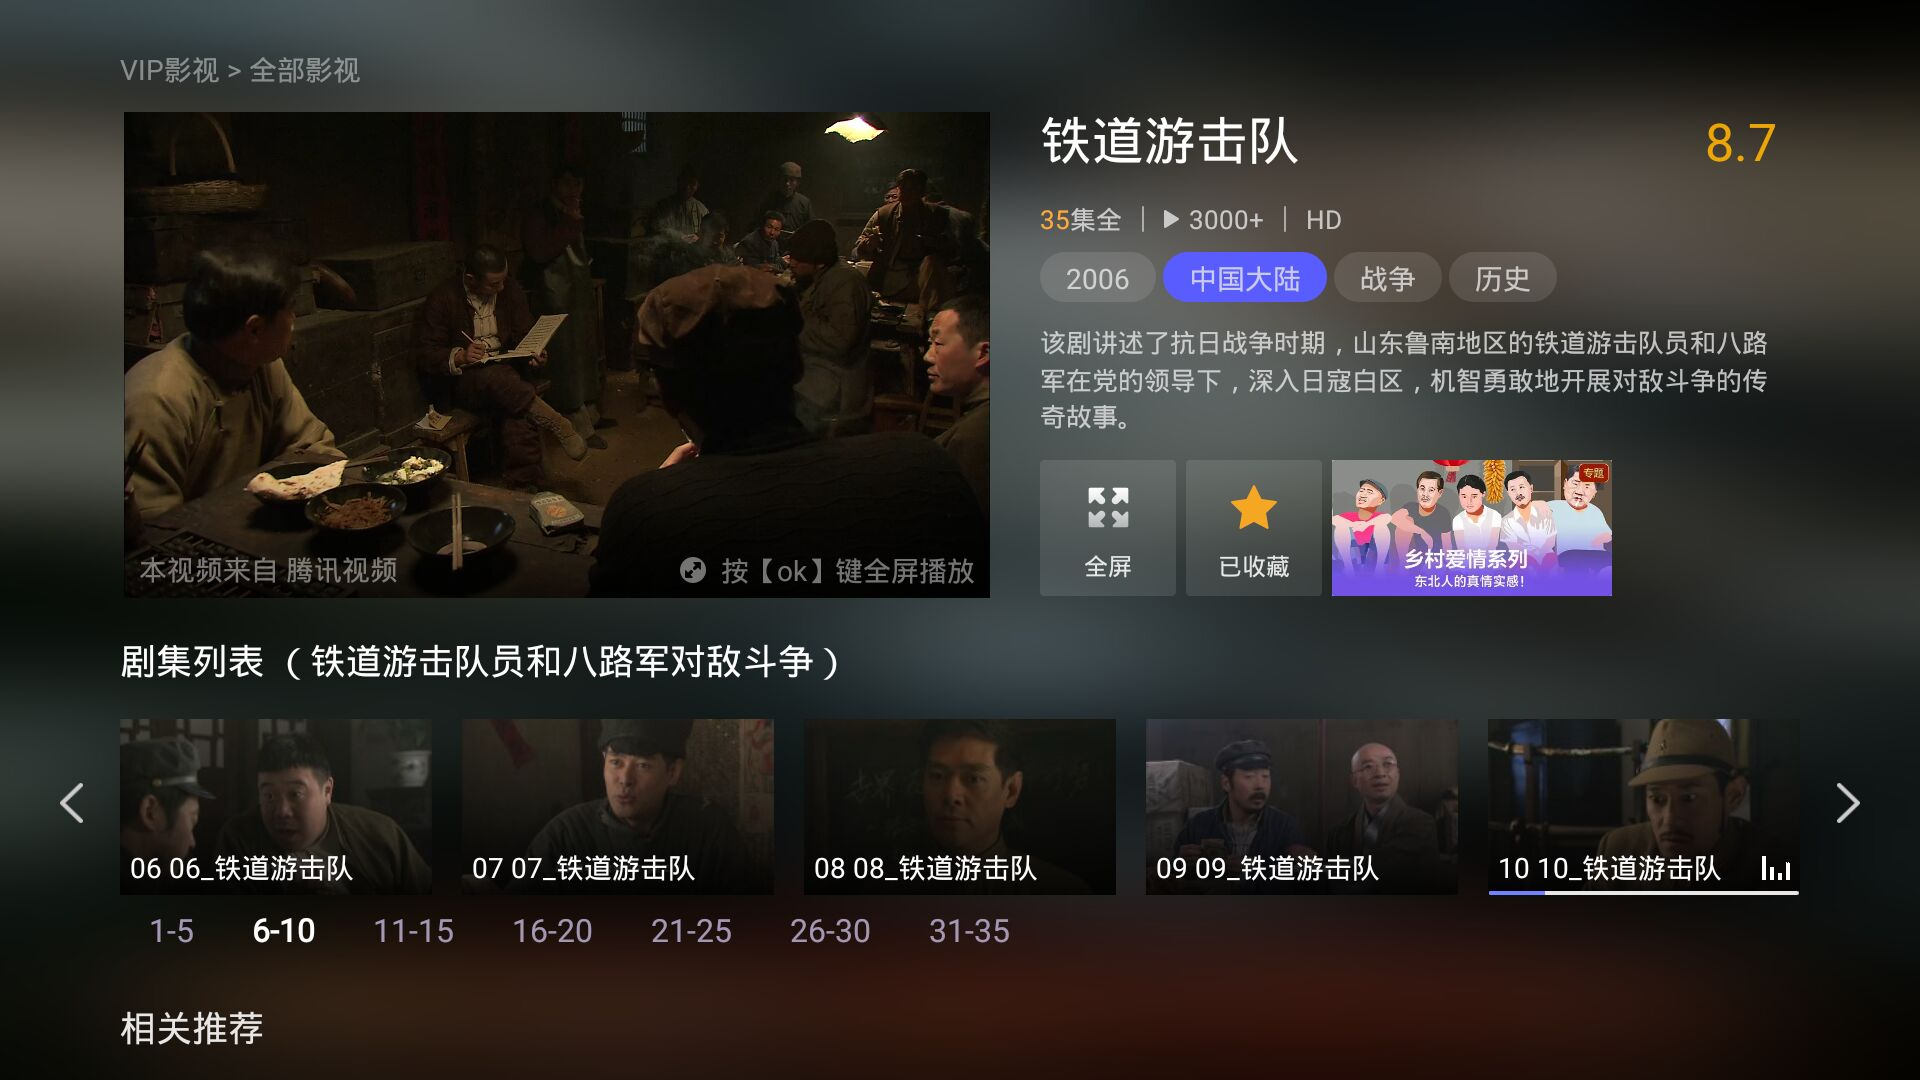 VIP影视 > 全部影视
铁道游击队
8.7
35集全
3000+
HD
2006
中国大陆
战争
历史
该剧讲述了抗日战争时期，山东鲁南地区的铁道游击队员和八路
军在党的领导下，深入日寇白区，机智勇敢地开展对敌斗争的传
奇故事。
本视频来自 腾讯视频
按【ok】键全屏播放
全屏
已收藏
专题
乡村爱情系列
东北人的真情实感！
剧集列表 （铁道游击队员和八路军对敌斗争）
06 06_铁道游击队
07 07_铁道游击队
08 08_铁道游击队
09 09_铁道游击队
10 10_铁道游击队
1-5
6-10
11-15
16-20
21-25
26-30
31-35
相关推荐